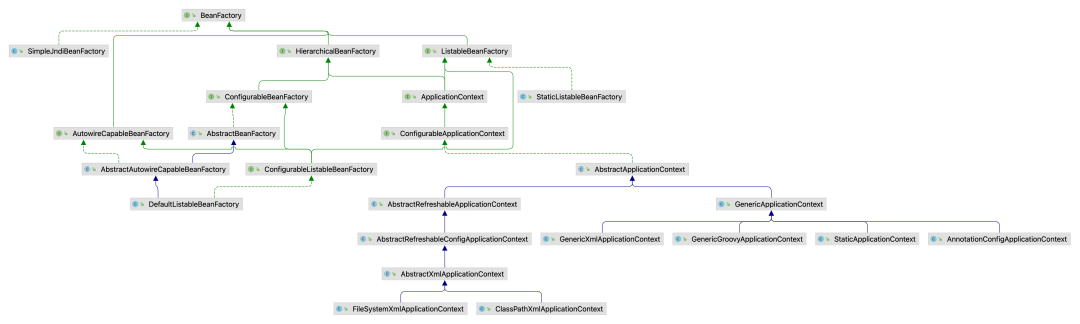 BeanFactory
SimpleJndiBeanFactory
HierarchicalBeanFactory
ListableBeanFactory
ConfigurableBeanFactory
ApplicationContext
StaticListableBeanFactory
AutowireCapableBeanFactory
AbstractBeanFactory
ConfigurableApplicationContext
AbstractAutowireCapableBeanFactory
ConfigurableListableBeanFactory
AbstractApplicationContext
DefaultListableBeanFactory
AbstractRefreshableApplicationContext
GenericApplicationContext
AbstractRefreshableConfigApplicationContext
GenericXmlApplicationContext
GenericGroovyApplicationContext
StaticApplicationContext
AnnotationConfigApplicationContext
AbstractXmlApplicationContext
FileSystemXmlApplicationContext
ClassPathXmlApplicationContext